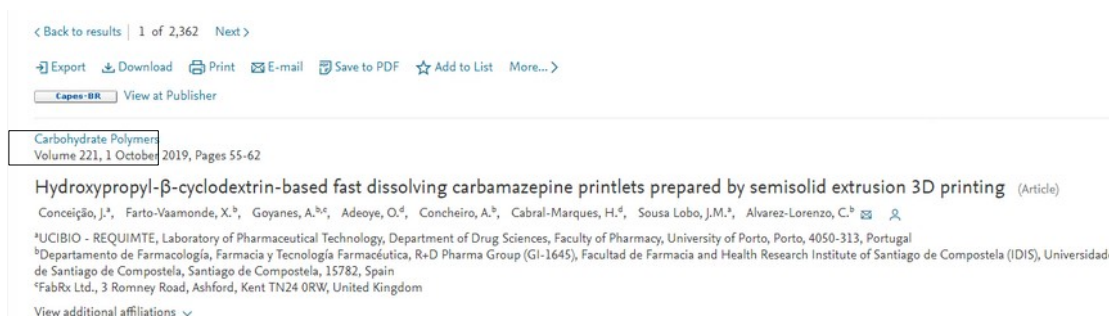 < Back to results | 1 of 2,362 Next >
Export Download Print E-mail Save to PDF Add to List More... >
Capes-BR View at Publisher
Carbohydrate Polymers
Volume 221, 1 October 2019, Pages 55-62
Hydroxypropyl-β-cyclodextrin-based fast dissolving carbamazepine printlets prepared by semisolid extrusion 3D printing (Article)
Conceição, J.ᵃ, Farto-Vaamonde, X.ᵇ, Goyanes, A.ᵇ,ᶜ, Adeoye, O.ᵈ, Concheiro, A.ᵇ, Cabral-Marques, H.ᵈ, Sousa Lobo, J.M.ᵃ, Alvarez-Lorenzo, C.ᵇ
ᵃUCIBIO - REQUIMTE, Laboratory of Pharmaceutical Technology, Department of Drug Sciences, Faculty of Pharmacy, University of Porto, Porto, 4050-313, Portugal
ᵇDepartamento de Farmacología, Farmacia y Tecnología Farmacéutica, R+D Pharma Group (GI-1645), Facultad de Farmacia and Health Research Institute of Santiago de Compostela (IDIS), Universidade
de Santiago de Compostela, Santiago de Compostela, 15782, Spain
ᶜFabRx Ltd., 3 Romney Road, Ashford, Kent TN24 0RW, United Kingdom
View additional affiliations